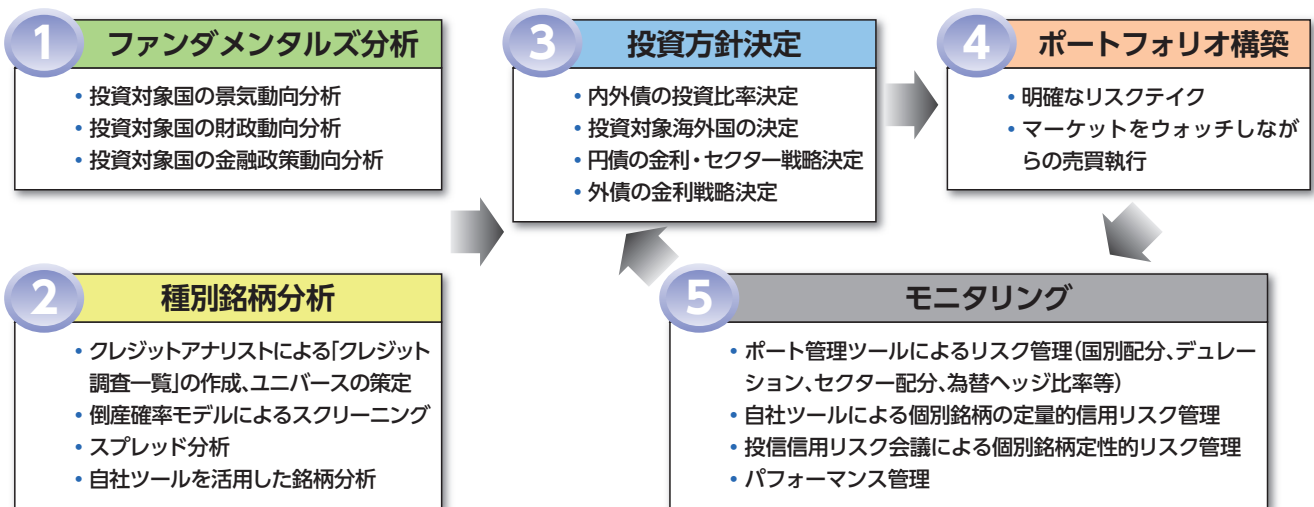 1
ファンダメンタルズ分析
• 投資対象国の景気動向分析
• 投資対象国の財政動向分析
• 投資対象国の金融政策動向分析
2
種別銘柄分析
• クレジットアナリストによる「クレジット
調査一覧」の作成、ユニバースの策定
• 倒産確率モデルによるスクリーニング
• スプレッド分析
• 自社ツールを活用した銘柄分析
3
投資方針決定
• 内外債の投資比率決定
• 投資対象海外国の決定
• 円債の金利・セクター戦略決定
• 外債の金利戦略決定
4
ポートフォリオ構築
• 明確なリスクテイク
• マーケットをウォッチしなが
らの売買執行
5
モニタリング
• ポート管理ツールによるリスク管理(国別配分、デュレー
ション、セクター配分、為替ヘッジ比率等)
• 自社ツールによる個別銘柄の定量的信用リスク管理
• 投信信用リスク会議による個別銘柄定性的リスク管理
• パフォーマンス管理